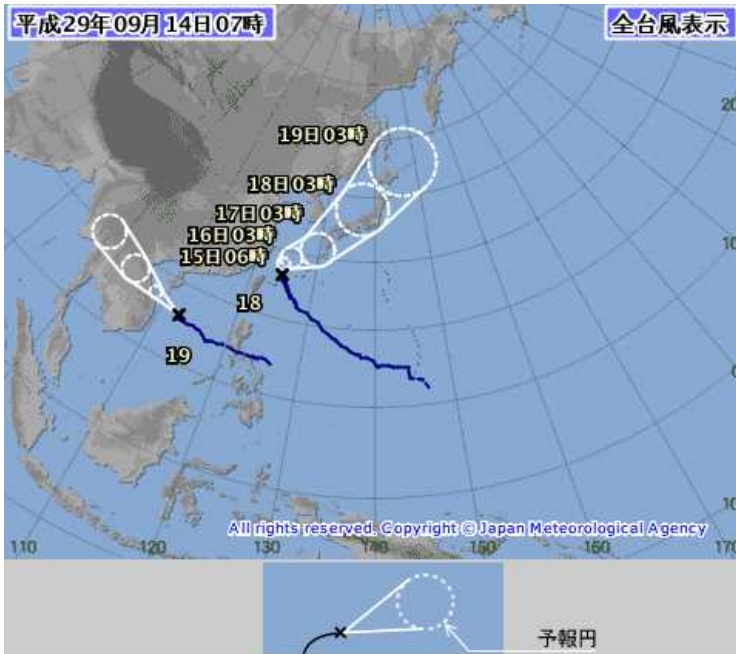 平成29年09月14日07時
全台風表示
19日03時
18日03時
17日03時
16日03時
15日06時
18
19
20
10
0
10
All rights reserved. Copyright © Japan Meteorological Agency
110 120 130 140 150 160 170
予報円